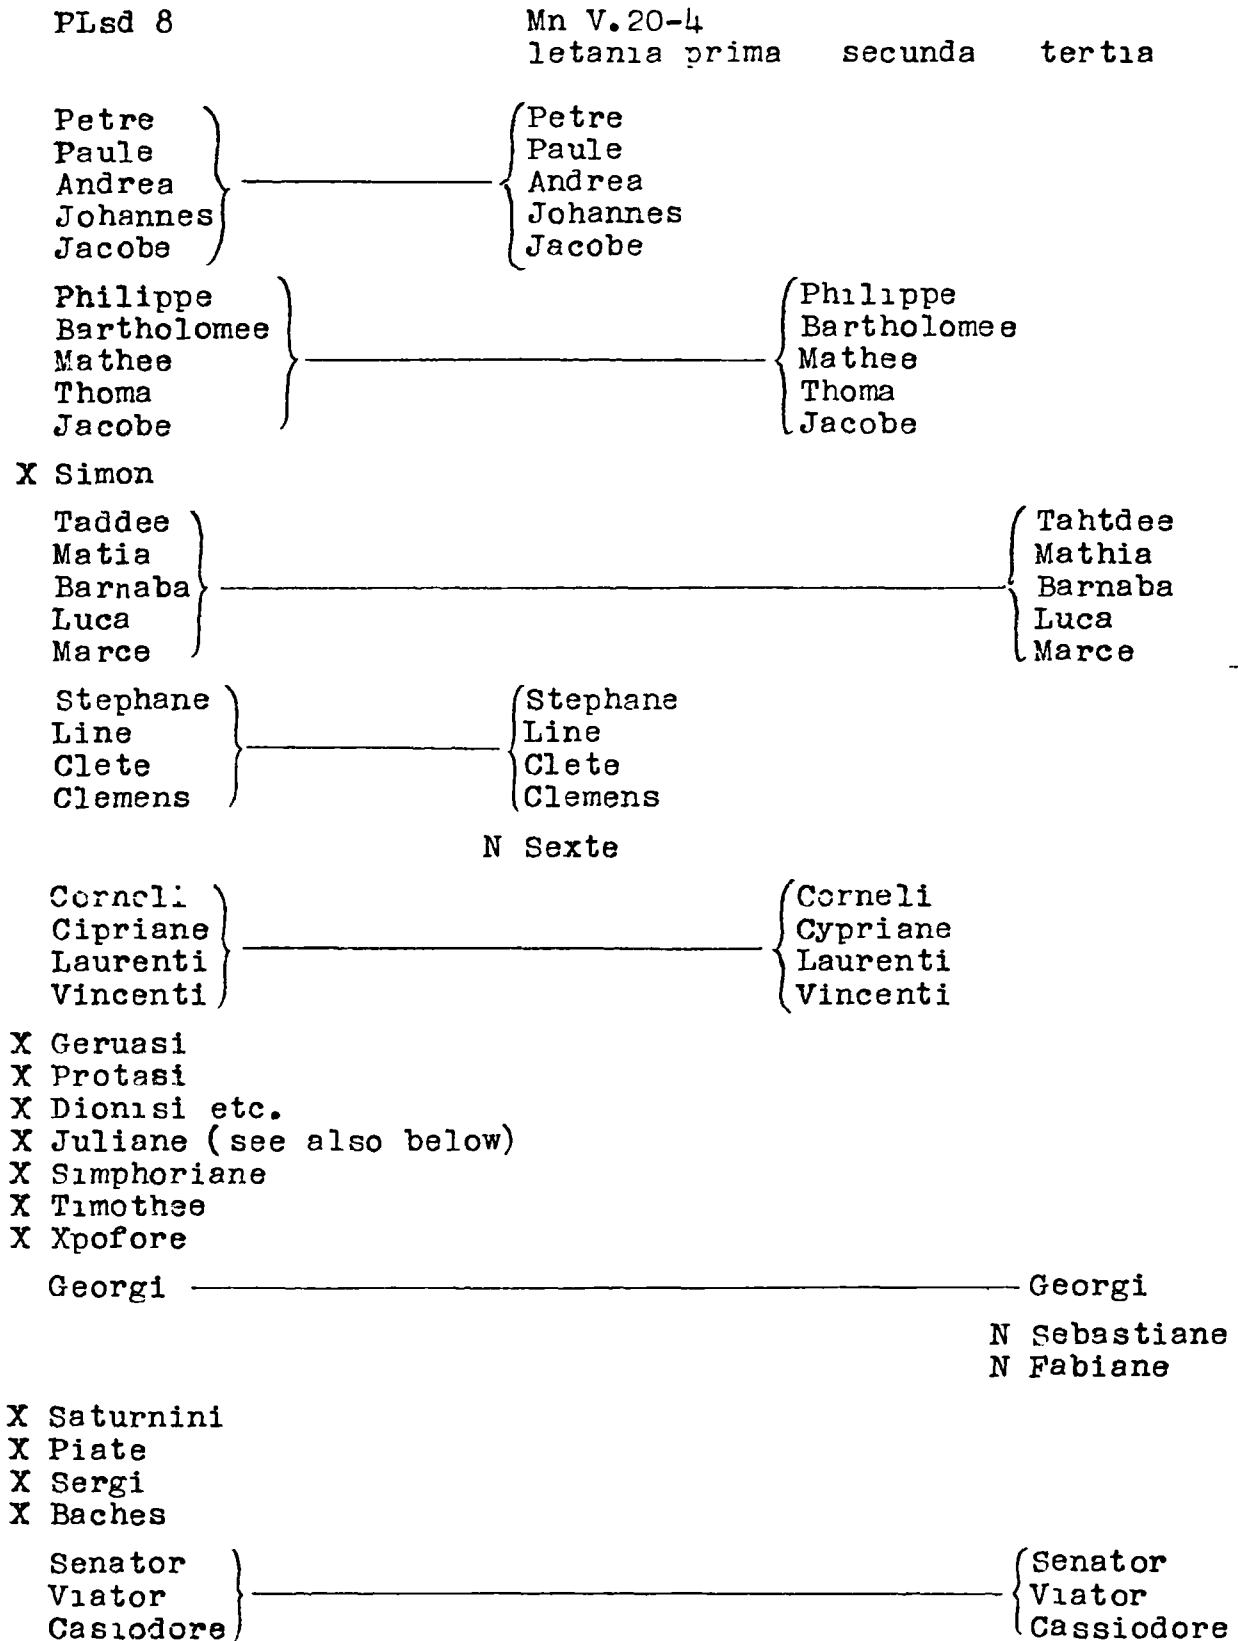 PLsd 8 Mn V.20-4
letania prima secunda tertia
Petre Petre
Paule Paule
Andrea Andrea
Johannes Johannes
Jacobe Jacobe
Philippe Philippe
Bartholomee Bartholomee
Mathee Mathee
Thoma Thoma
Jacobe Jacobe
X Simon
Taddee Tahtdee
Matia Mathia
Barnaba Barnaba
Luca Luca
Marce Marce
Stephane Stephane
Line Line
Clete Clete
Clemens Clemens
N Sexte
Corneli Corneli
Cipriane Cypriane
Laurenti Laurenti
Vincenti Vincenti
X Geruasi
X Protasi
X Dionisi etc.
X Juliane (see also below)
X Simphoriane
X Timothee
X Xpofore
Georgi Georgi
N Sebastiane
N Fabiane
X Saturnini
X Piate
X Sergi
X Baches
Senator Senator
Viator Viator
Casiodore Cassiodore